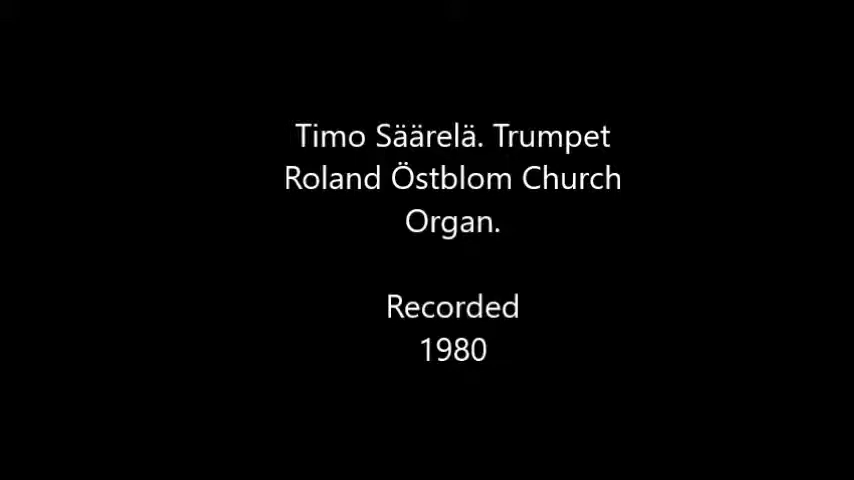 Timo Säärelä. Trumpet
Roland Östblom Church
Organ.
Recorded
1980